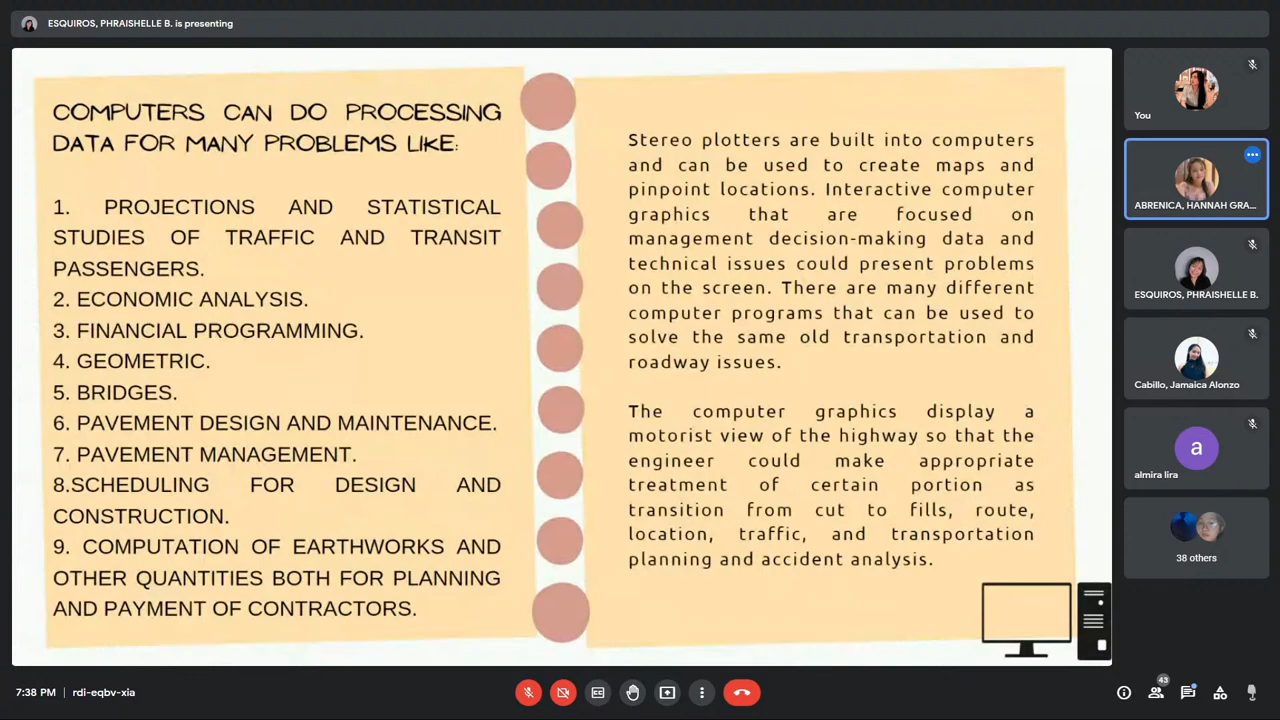 ESQUIROS, PHRAISHELLE B. is presenting
COMPUTERS CAN DO PROCESSING
DATA FOR MANY PROBLEMS LIKE:
1. PROJECTIONS AND STATISTICAL
STUDIES OF TRAFFIC AND TRANSIT
PASSENGERS.
2. ECONOMIC ANALYSIS.
3. FINANCIAL PROGRAMMING.
4. GEOMETRIC.
5. BRIDGES.
6. PAVEMENT DESIGN AND MAINTENANCE.
7. PAVEMENT MANAGEMENT.
8.SCHEDULING FOR DESIGN AND
CONSTRUCTION.
9. COMPUTATION OF EARTHWORKS AND
OTHER QUANTITIES BOTH FOR PLANNING
AND PAYMENT OF CONTRACTORS.
Stereo plotters are built into computers
and can be used to create maps and
pinpoint locations. Interactive computer
graphics that are focused on
management decision-making data and
technical issues could present problems
on the screen. There are many different
computer programs that can be used to
solve the same old transportation and
roadway issues.
The computer graphics display a
motorist view of the highway so that the
engineer could make appropriate
treatment of certain portion as
transition from cut to fills, route,
location, traffic, and transportation
planning and accident analysis.
You
ABRENICA, HANNAH GRA...
ESQUIROS, PHRAISHELLE B.
Cabillo, Jamaica Alonzo
a
almira lira
38 others
7:38 PM | rdi-eqbv-xia
43